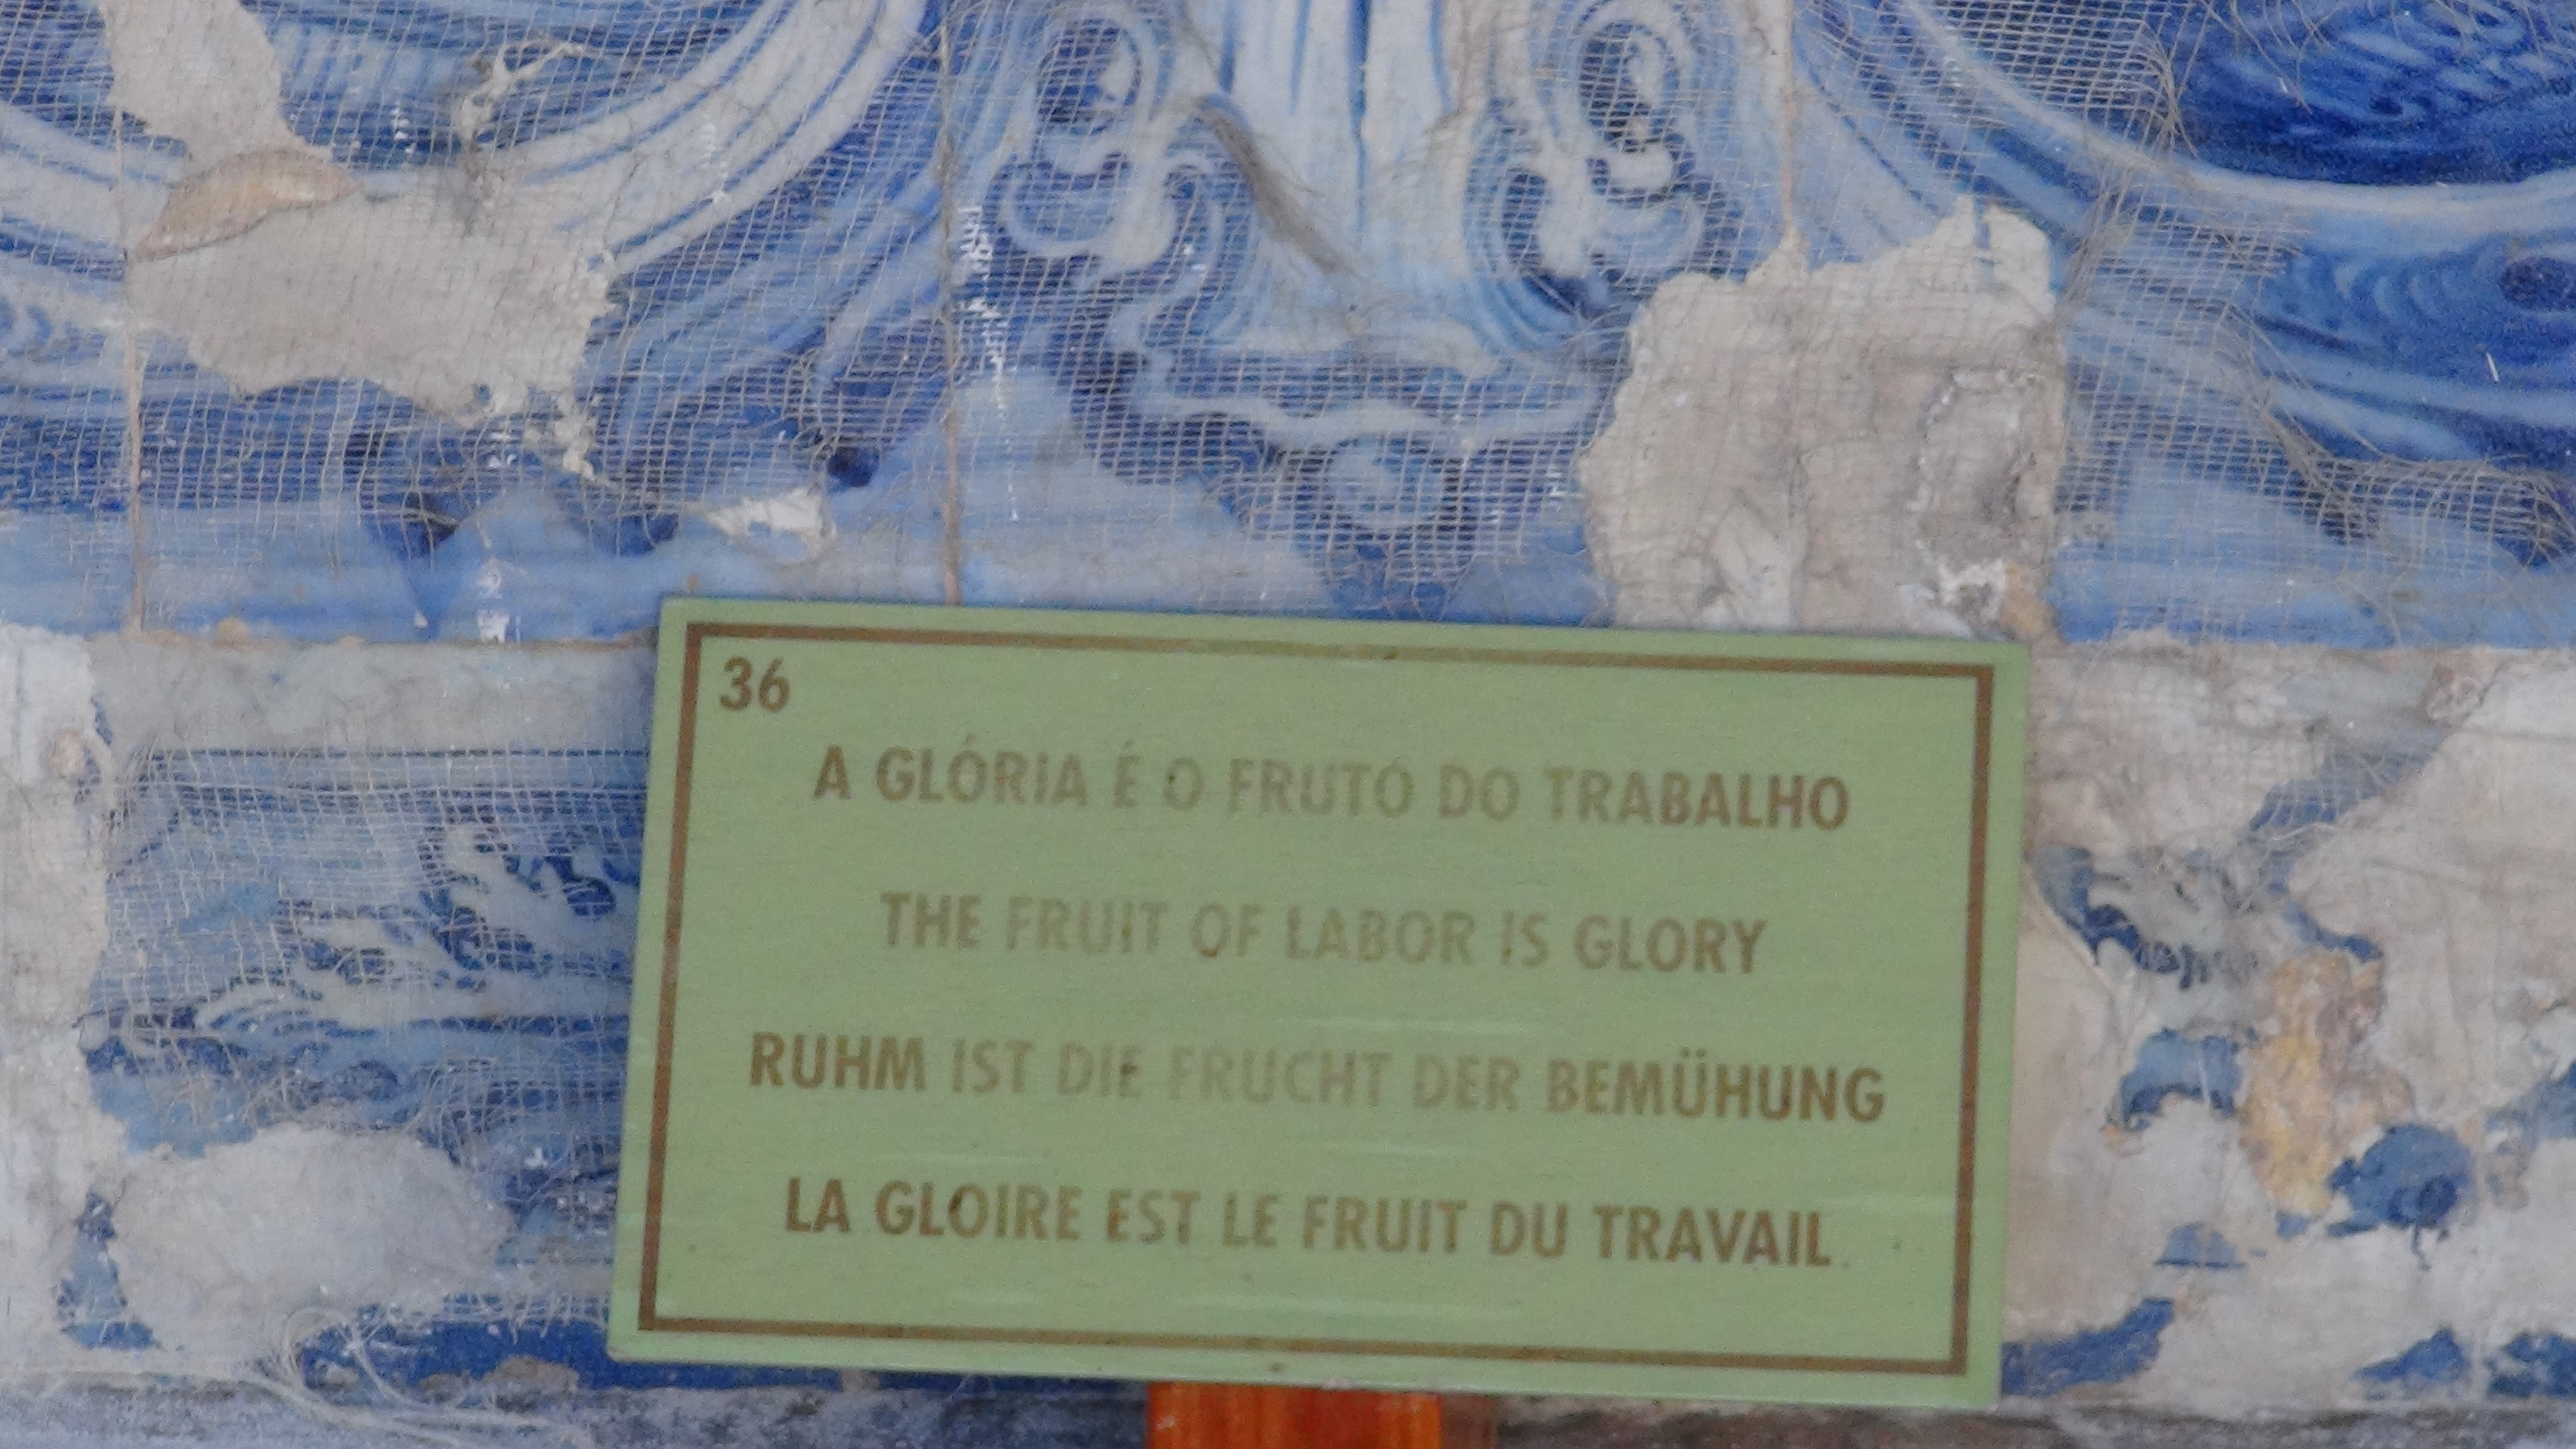 36
A GLÓRIA É O FRUTO DO TRABALHO
THE FRUIT OF LABOR IS GLORY
RUHM IST DIE FRUCHT DER BEMÜHUNG
LA GLOIRE EST LE FRUIT DU TRAVAIL